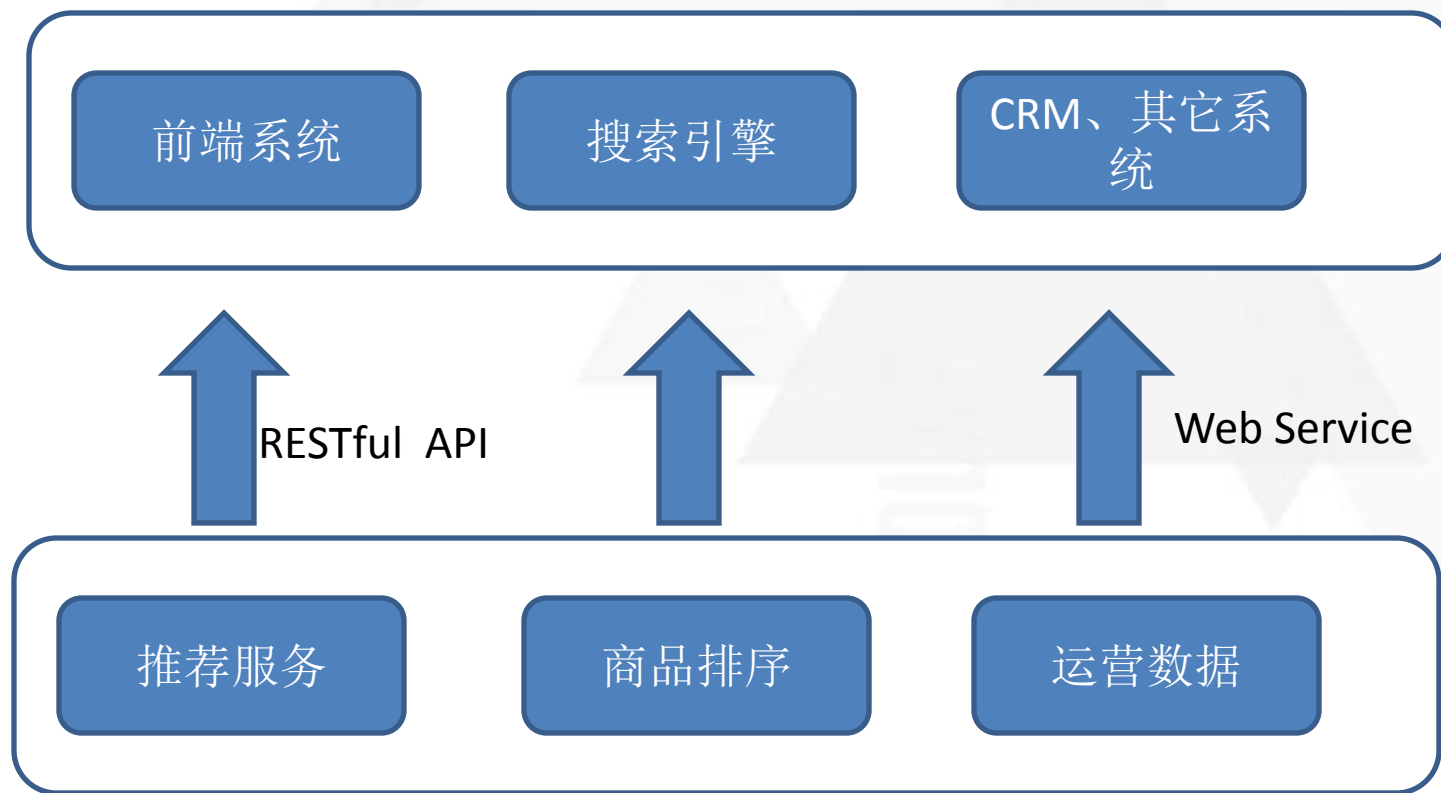 前端系统
搜索引擎
CRM、其它系
统
RESTful API
Web Service
推荐服务
商品排序
运营数据